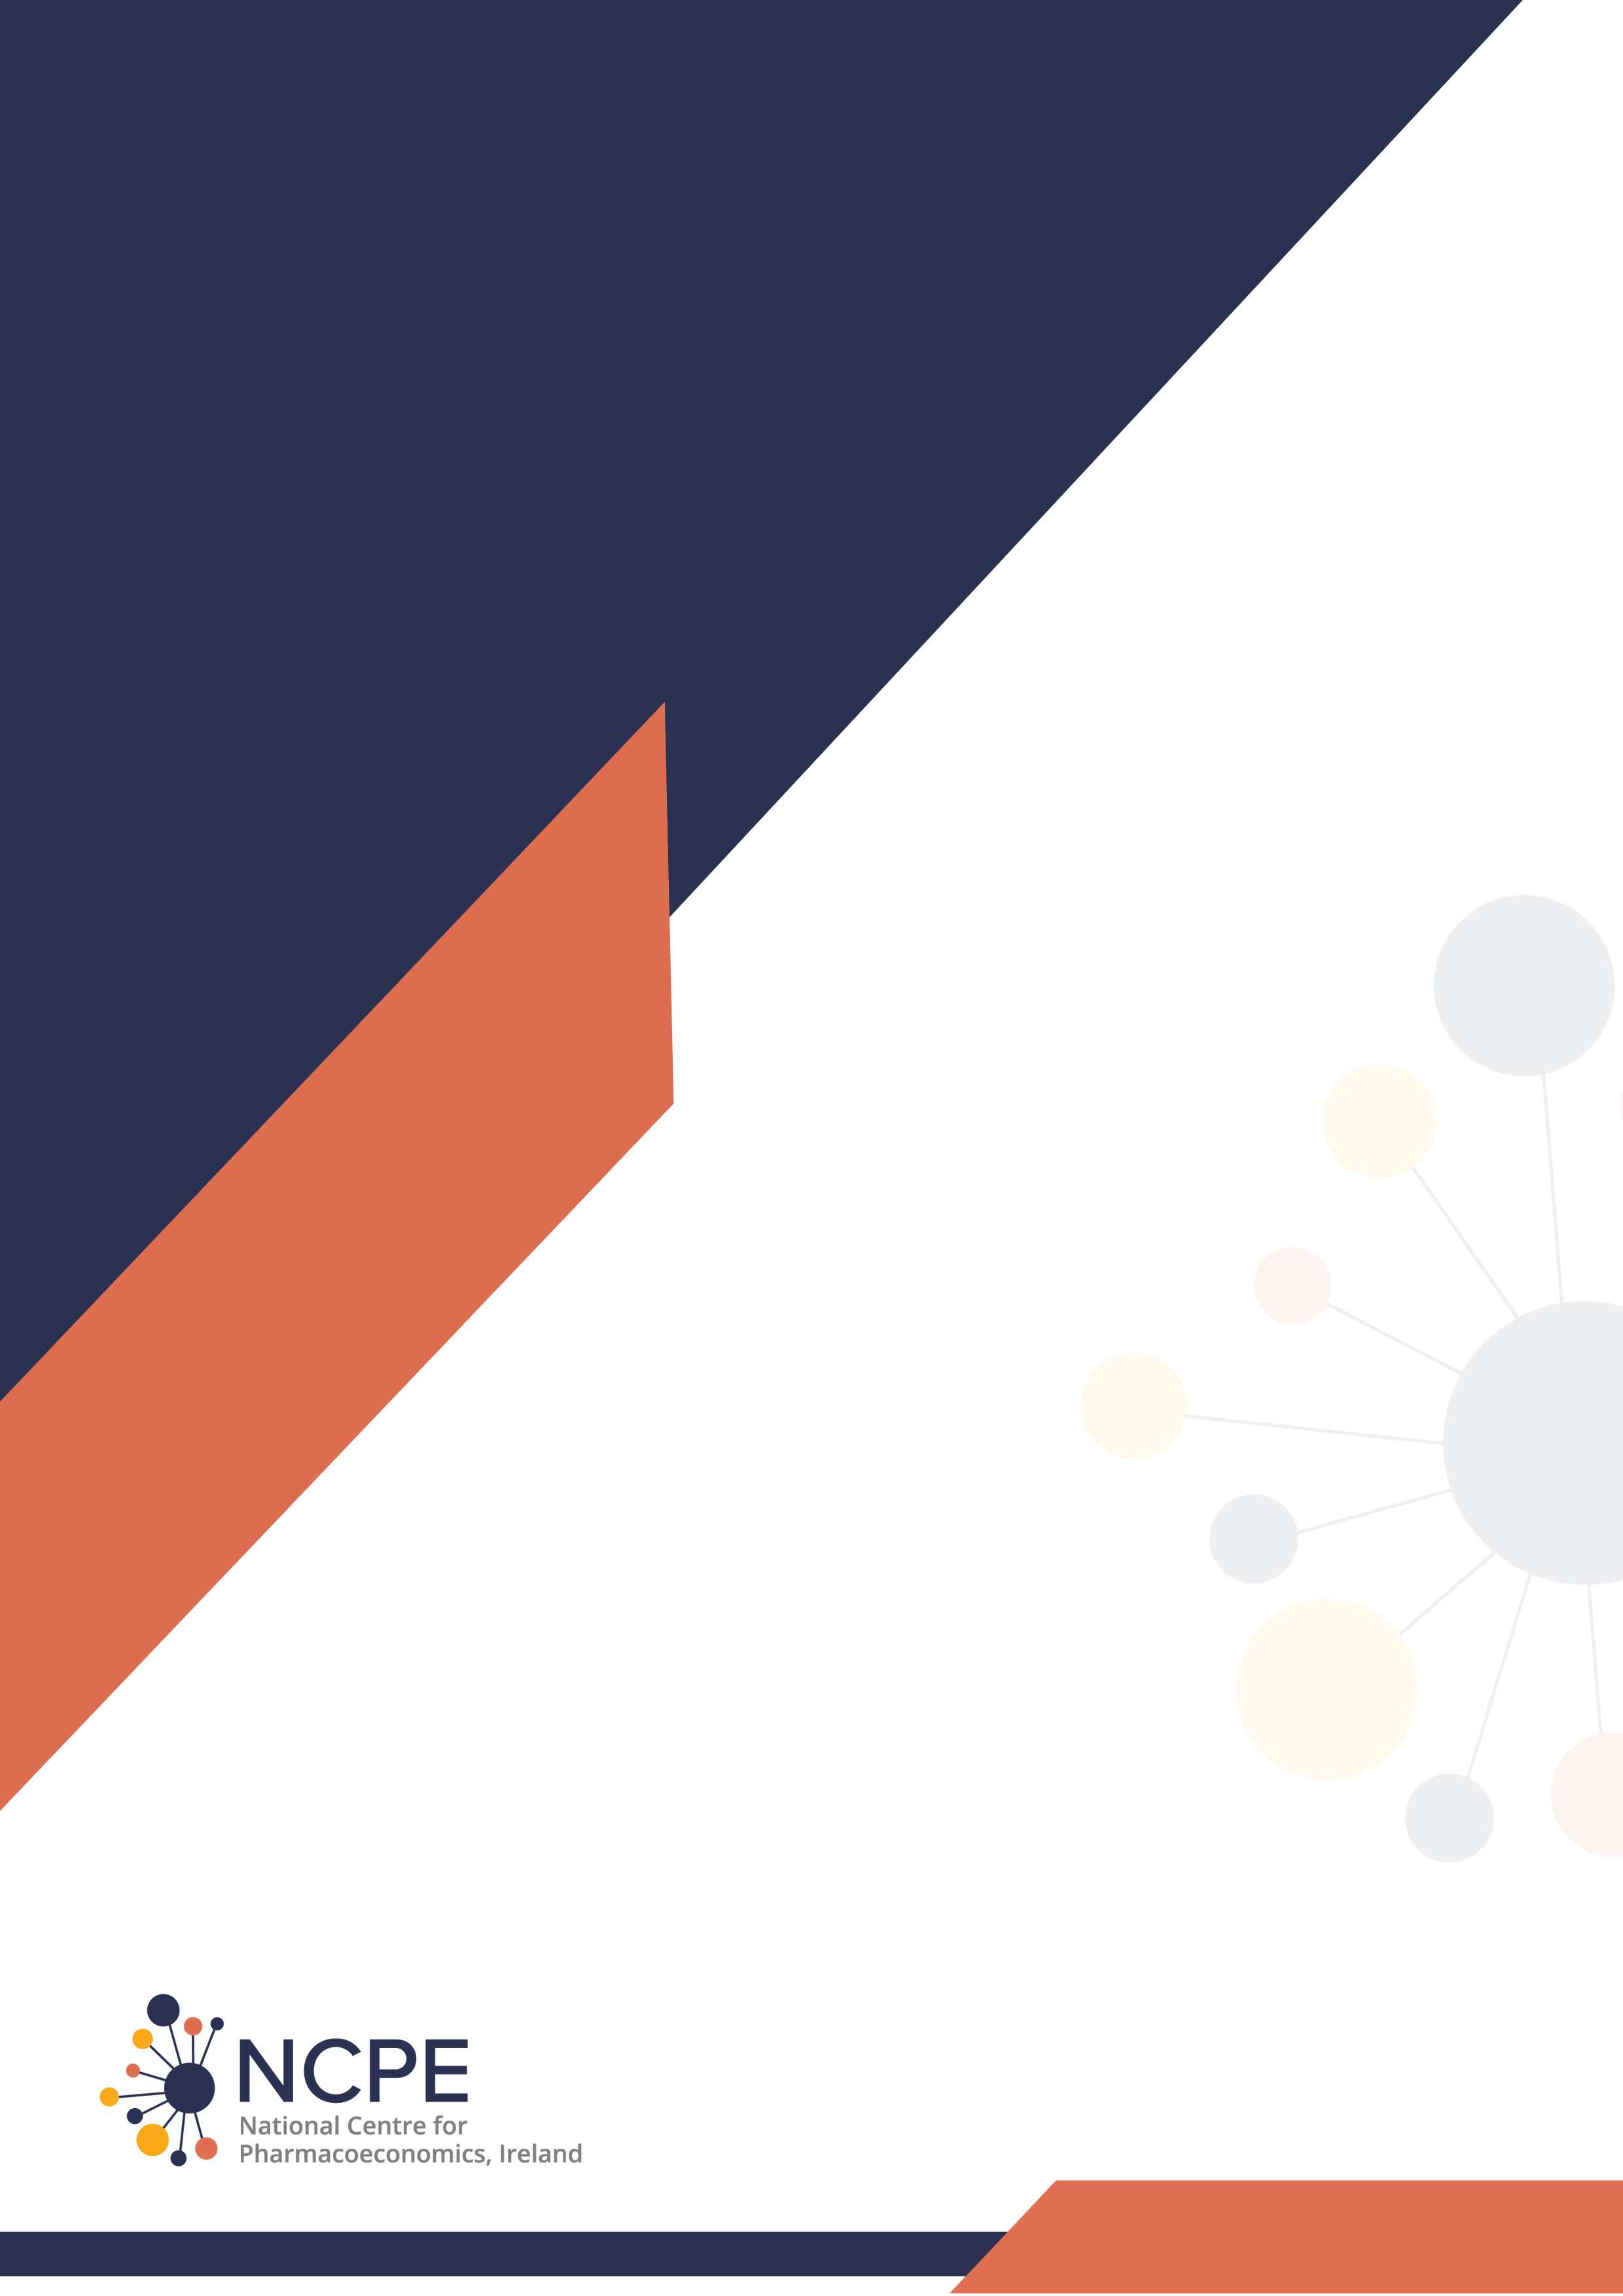 NCPE
National Centre for
Pharmacoeconomics, Ireland